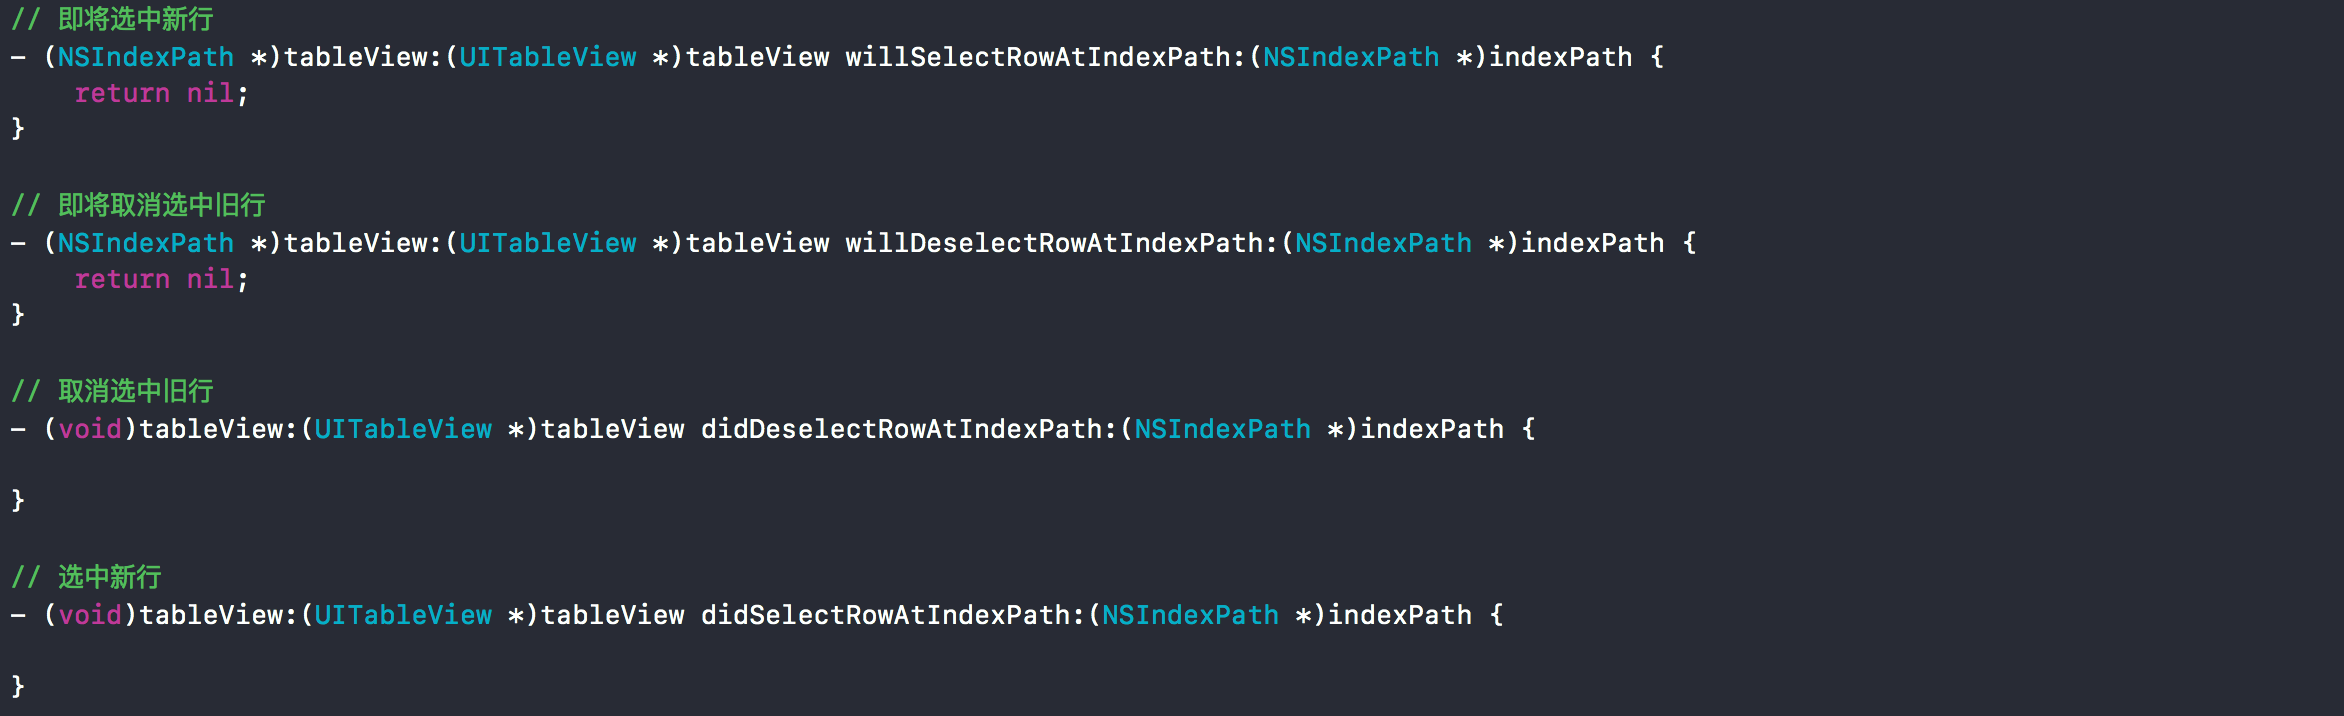 // 即将选中新行
- (NSIndexPath *)tableView:(UITableView *)tableView willSelectRowAtIndexPath:(NSIndexPath *)indexPath {
    return nil;
}
// 即将取消选中旧行
- (NSIndexPath *)tableView:(UITableView *)tableView willDeselectRowAtIndexPath:(NSIndexPath *)indexPath {
    return nil;
}
// 取消选中旧行
- (void)tableView:(UITableView *)tableView didDeselectRowAtIndexPath:(NSIndexPath *)indexPath {
}
// 选中新行
- (void)tableView:(UITableView *)tableView didSelectRowAtIndexPath:(NSIndexPath *)indexPath {
}